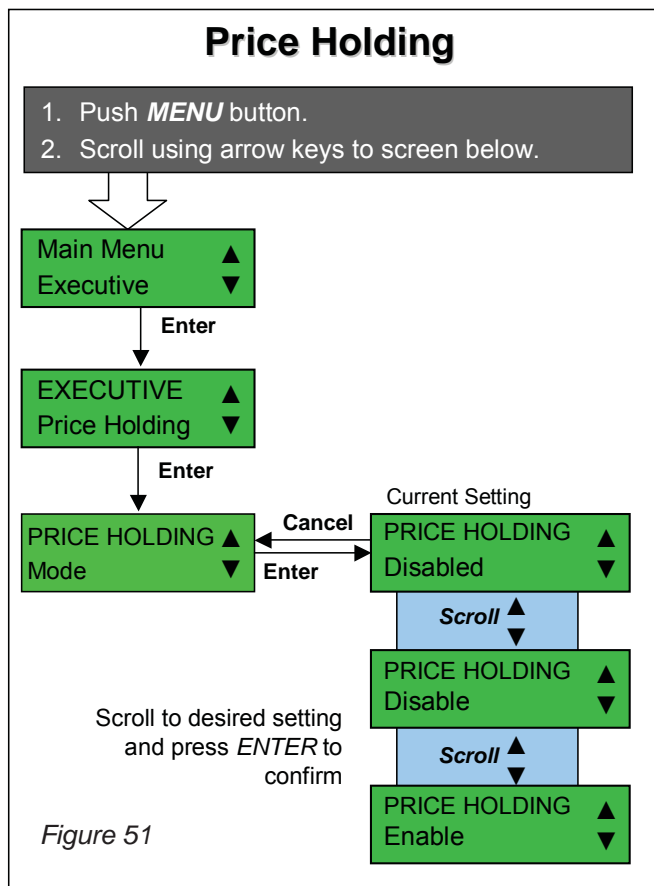 Price Holding
1. Push MENU button.
2. Scroll using arrow keys to screen below.
Main Menu ▲
Executive ▼
Enter
EXECUTIVE ▲
Price Holding ▼
Enter
PRICE HOLDING ▲
Mode ▼
Cancel
Enter
Current Setting
PRICE HOLDING ▲
Disabled ▼
Scroll ▲
▼
PRICE HOLDING ▲
Disable ▼
Scroll ▲
▼
PRICE HOLDING ▲
Enable ▼
Scroll to desired setting
and press ENTER to
confirm
Figure 51